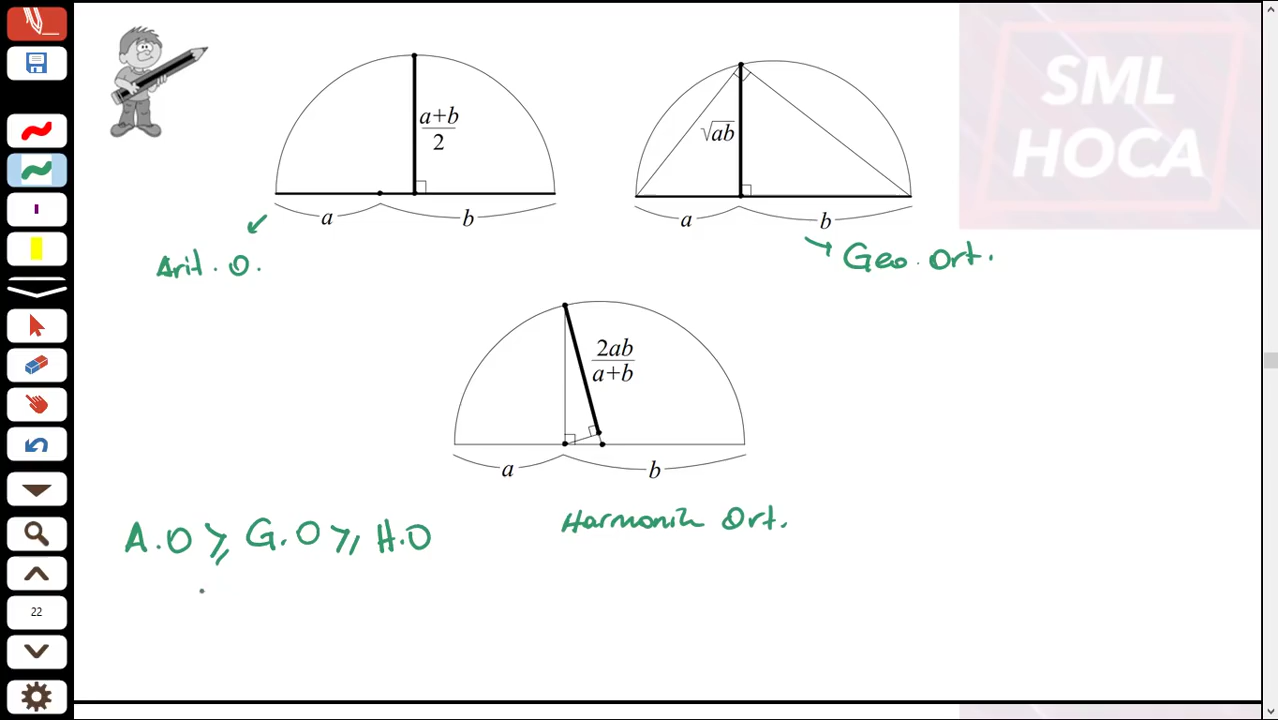 SML
HOCA
a+b
2
a
b
√ab
a
b
Arit. O.
Geo. Ort.
2ab
a+b
a
b
Harmonik Ort.
A.O ⩾ G.O ⩾ H.O
22